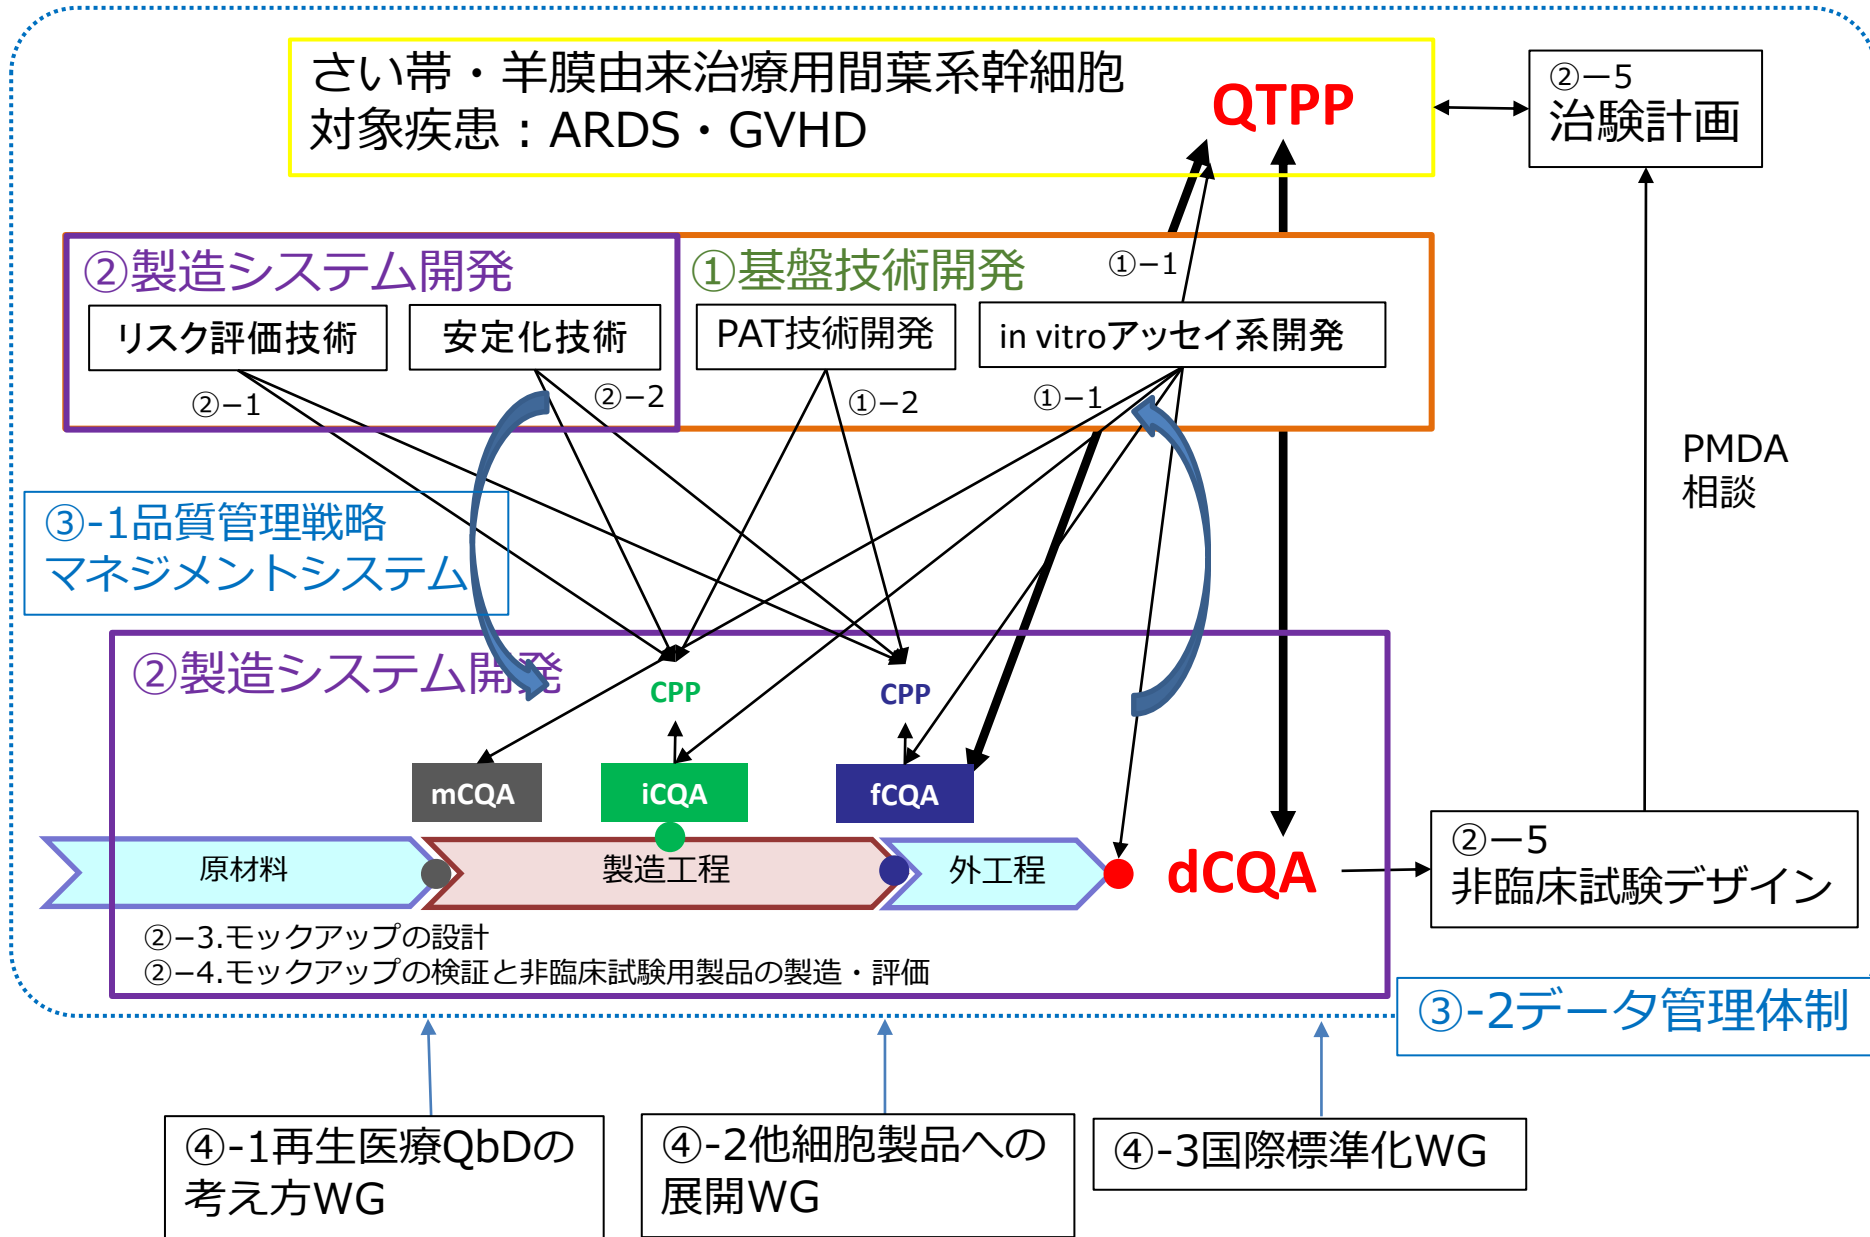 さい帯・羊膜由来治療用間葉系幹細胞
対象疾患：ARDS・GVHD
QTPP
②ー5
治験計画
②製造システム開発
①基盤技術開発
①−1
リスク評価技術
安定化技術
PAT技術開発
in vitroアッセイ系開発
②−1
②−2
①−2
①−1
PMDA
相談
③-1品質管理戦略
マネジメントシステム
②製造システム開発
CPP
CPP
mCQA
iCQA
fCQA
原材料
製造工程
外工程
dCQA
②ー5
非臨床試験デザイン
②−3.モックアップの設計
②−4.モックアップの検証と非臨床試験用製品の製造・評価
③-2データ管理体制
④-1再生医療QbDの
考え方WG
④-2他細胞製品への
展開WG
④-3国際標準化WG